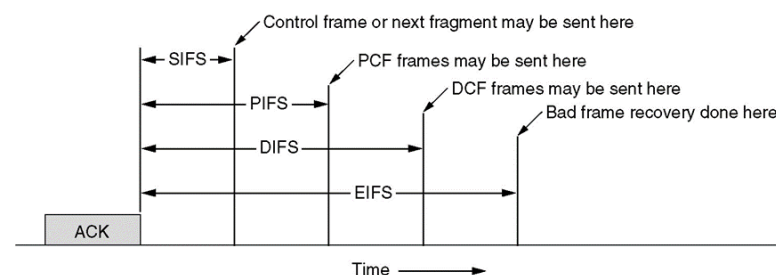 Control frame or next fragment may be sent here
SIFS
PCF frames may be sent here
PIFS
DCF frames may be sent here
Bad frame recovery done here
DIFS
EIFS
ACK
Time